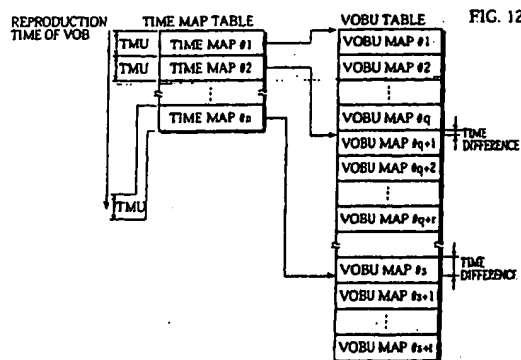 REPRODUCTION
TIME OF VOB
TIME MAP TABLE
VOBU TABLE
FIG. 12
TMU
TIME MAP #1
TMU
TIME MAP #2
TIME MAP #n
TMU
VOBU MAP #1
VOBU MAP #2
VOBU MAP #q
VOBU MAP #q+1
VOBU MAP #q+2
VOBU MAP #q+r
VOBU MAP #s
VOBU MAP #s+1
VOBU MAP #s+t
TIME
DIFFERENCE
TIME
DIFFERENCE